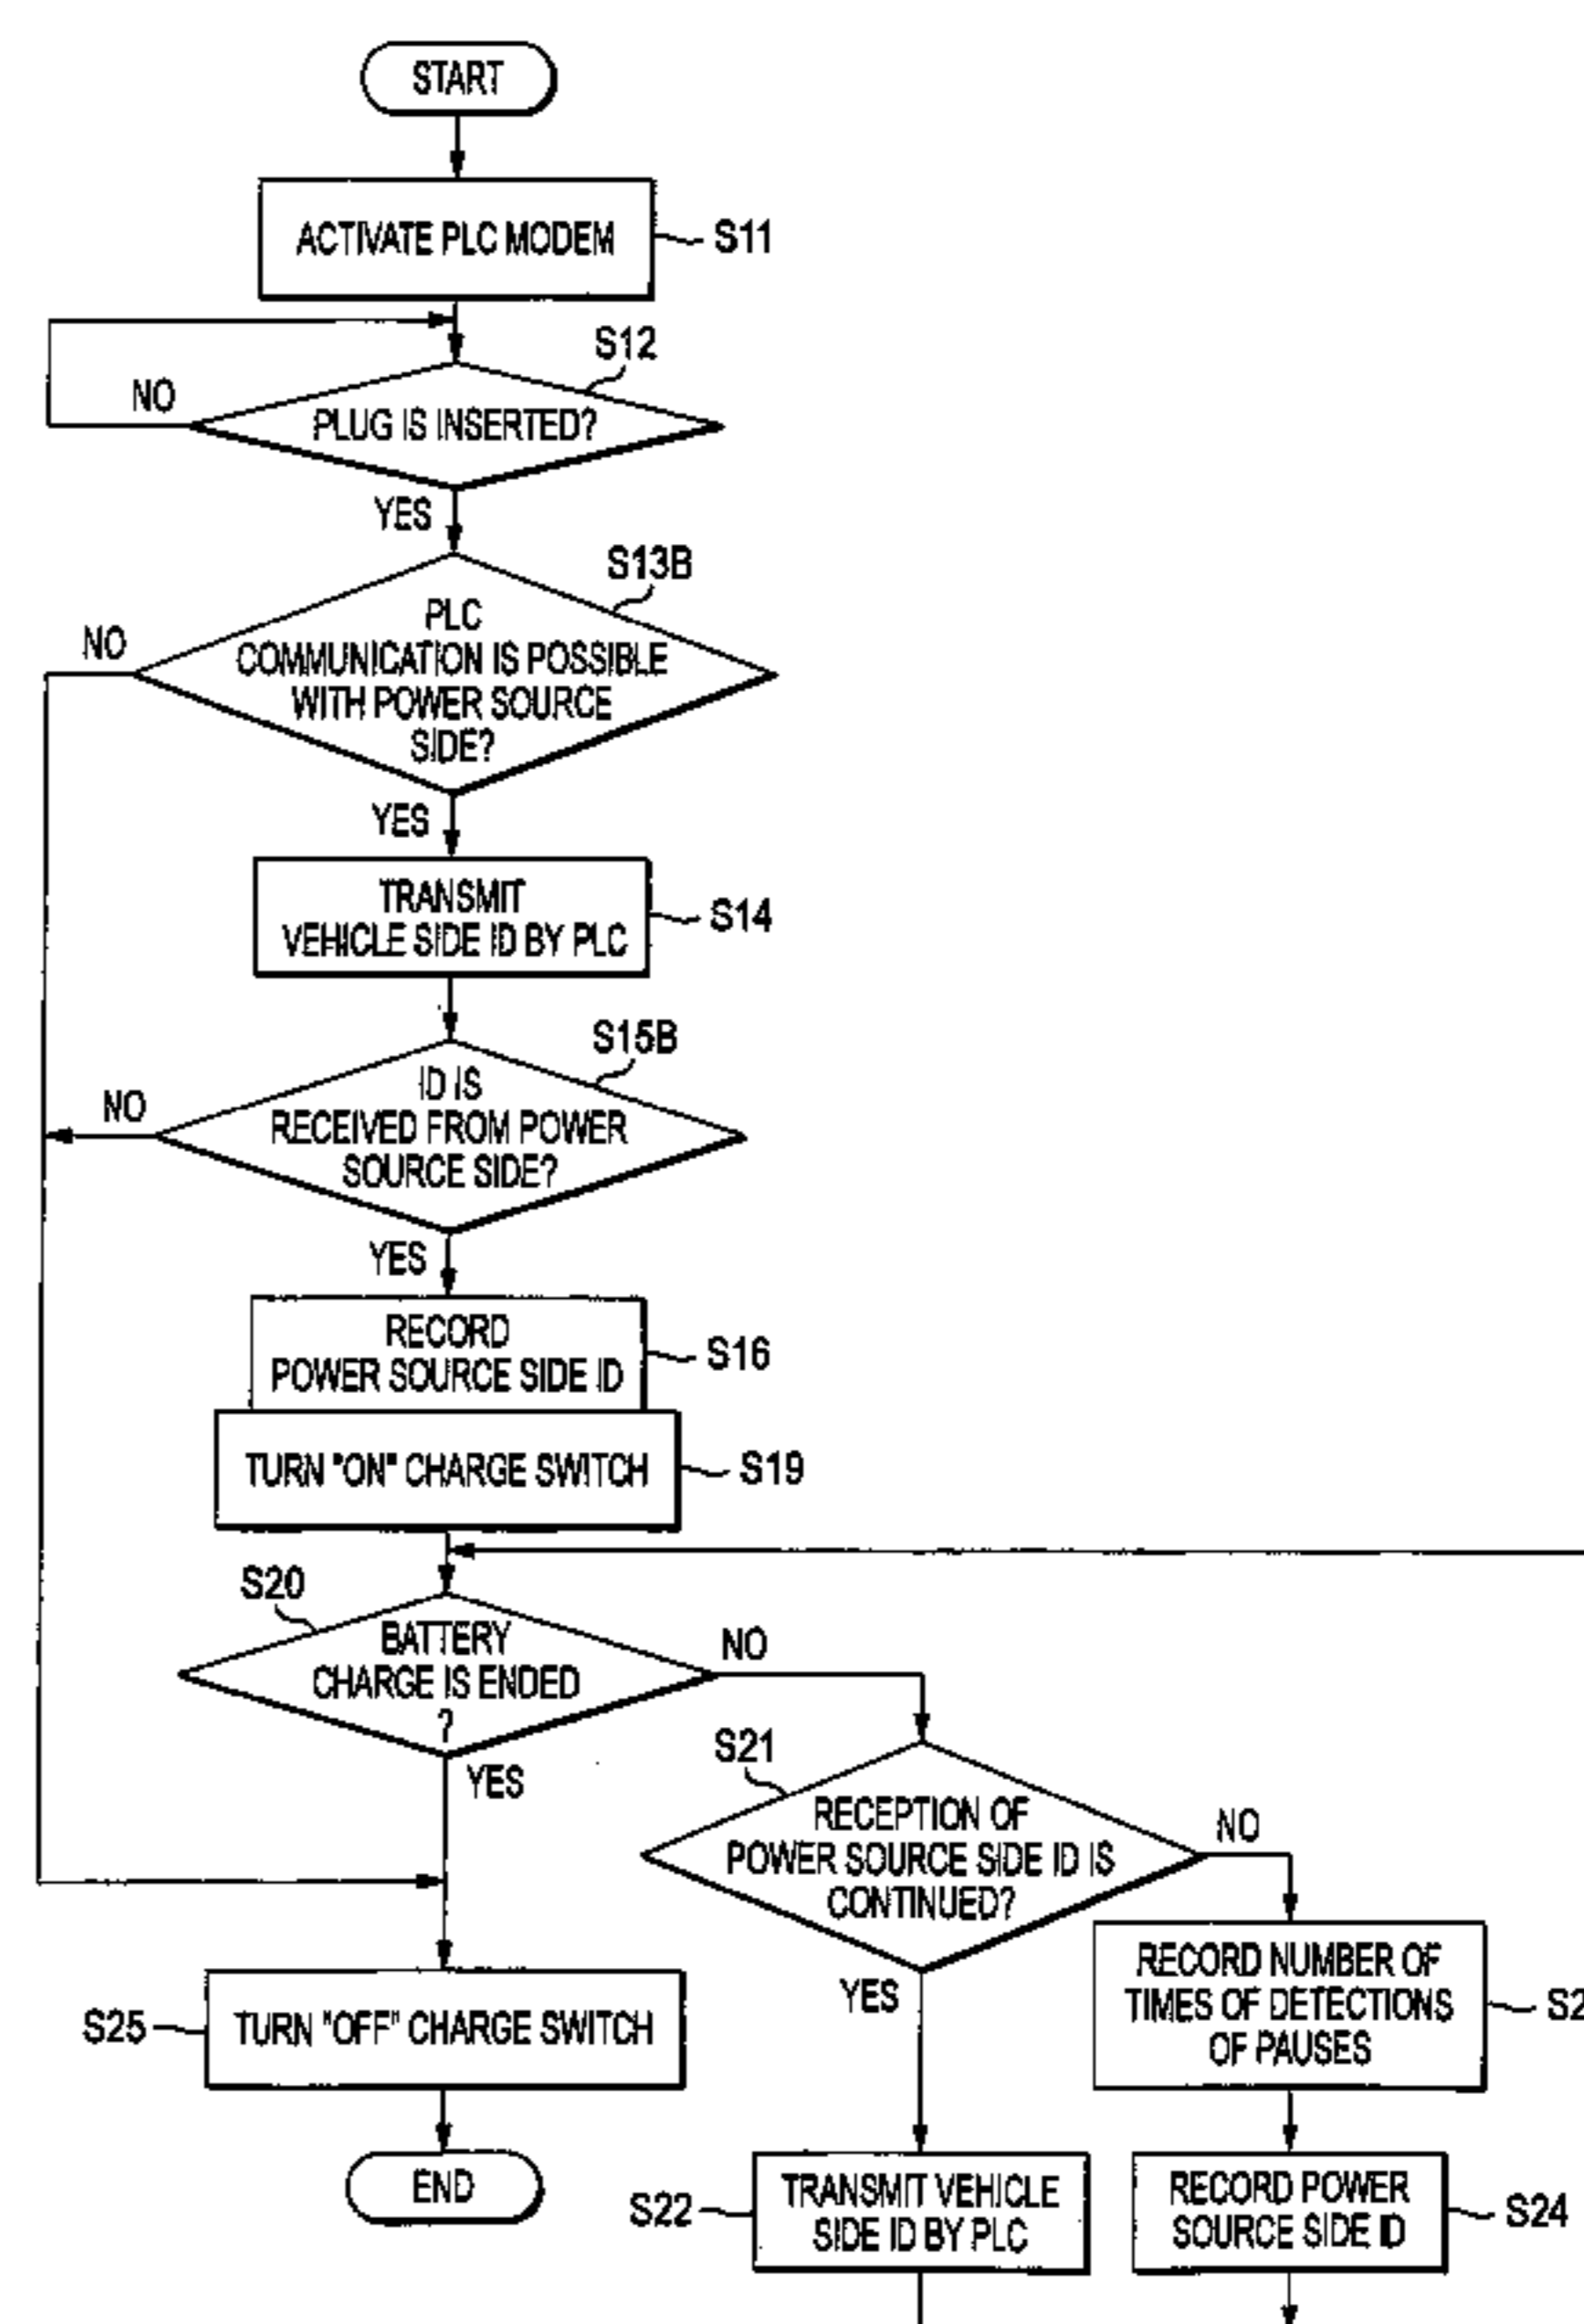 START
ACTIVATE PLC MODEM
S11
S12
NO
PLUG IS INSERTED?
YES
S13B
NO
PLC
COMMUNICATION IS POSSIBLE
WITH POWER SOURCE
SIDE?
YES
TRANSMIT
VEHICLE SIDE ID BY PLC
S14
S15B
NO
ID IS
RECEIVED FROM POWER
SOURCE SIDE?
YES
RECORD
POWER SOURCE SIDE ID
S16
TURN "ON" CHARGE SWITCH
S19
S20
BATTERY
CHARGE IS ENDED
?
NO
YES
S21
RECEPTION OF
POWER SOURCE SIDE ID IS
CONTINUED?
NO
YES
RECORD NUMBER OF
TIMES OF DETECTIONS
OF PAUSES
S25
TURN "OFF" CHARGE SWITCH
END
S22
TRANSMIT VEHICLE
SIDE ID BY PLC
RECORD POWER
SOURCE SIDE ID
S24